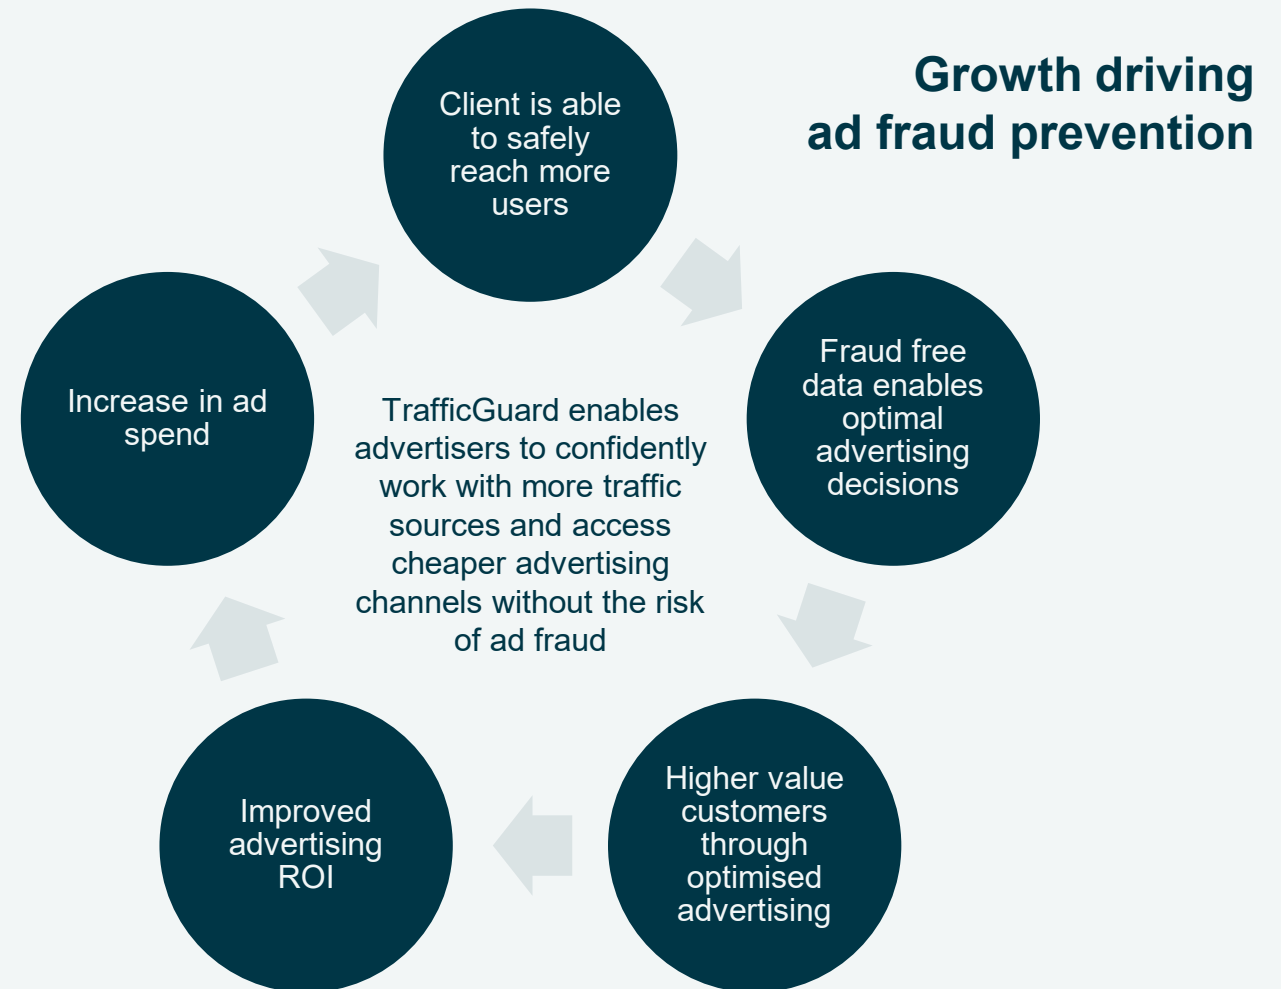 Growth driving
ad fraud prevention
Client is able
to safely
reach more
users
Fraud free
data enables
optimal
advertising
decisions
Higher value
customers
through
optimised
advertising
Improved
advertising
ROI
Increase in ad
spend
TrafficGuard enables
advertisers to confidently
work with more traffic
sources and access
cheaper advertising
channels without the risk
of ad fraud